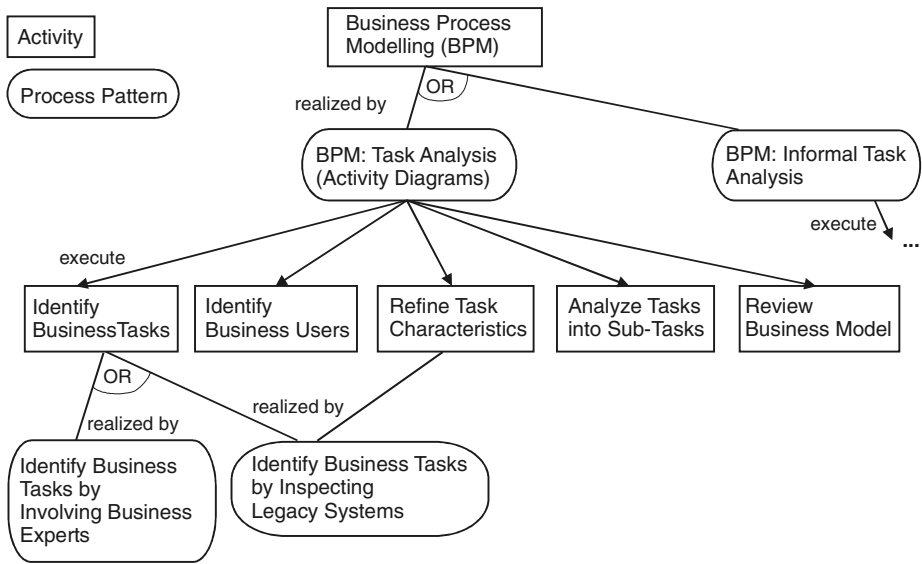 Activity
Process Pattern
Business Process
Modelling (BPM)
OR
realized by
BPM: Task Analysis
(Activity Diagrams)
BPM: Informal Task
Analysis
execute
...
execute
Identify
BusinessTasks
Identify
Business Users
Refine Task
Characteristics
Analyze Tasks
into Sub-Tasks
Review
Business Model
OR
realized by
realized by
Identify Business
Tasks by
Involving Business
Experts
Identify Business Tasks
by Inspecting
Legacy Systems